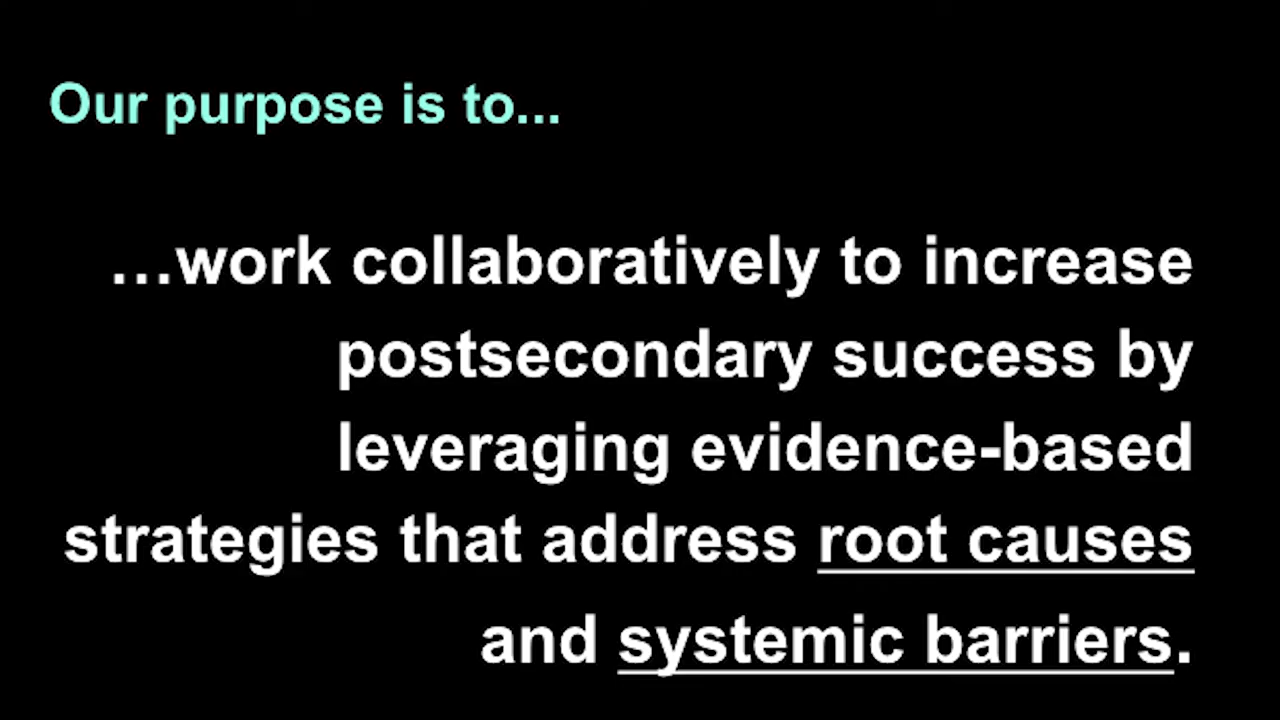 Our purpose is to...
...work collaboratively to increase
postsecondary success by
leveraging evidence-based
strategies that address root causes
and systemic barriers.